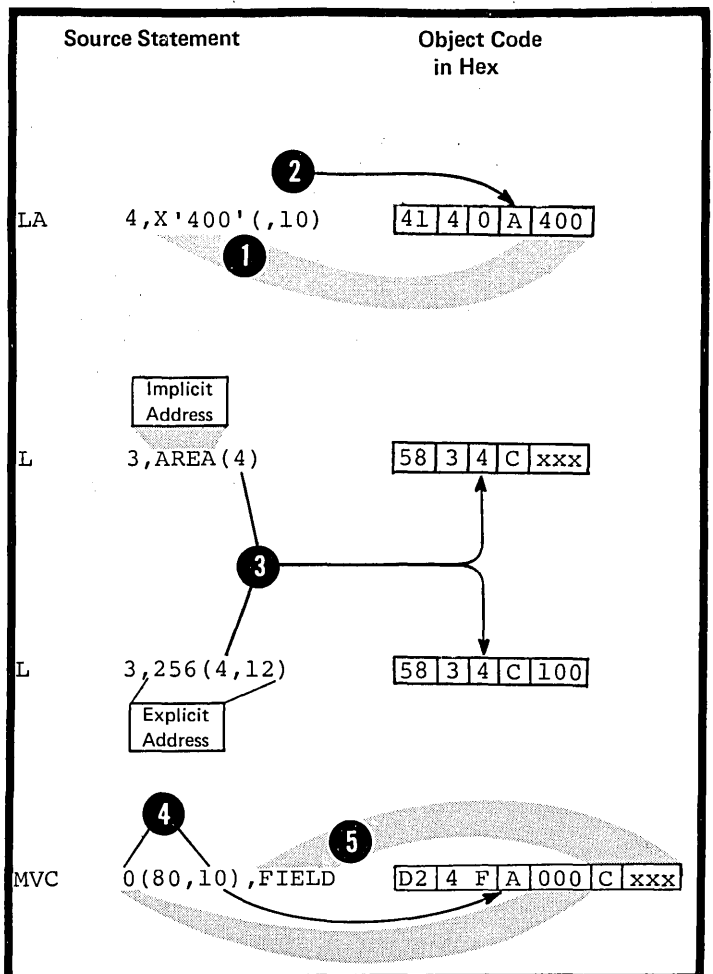 Source Statement Object Code
in Hex
2
LA 4,X'400'(,10) 41 4 0 A 400
1
Implicit
Address
L 3,AREA(4) 58 3 4 C xxx
3
L 3,256(4,12) 58 3 4 C 100
Explicit
Address
4
5
MVC 0(80,10),FIELD D2 4 F A 000 C xxx